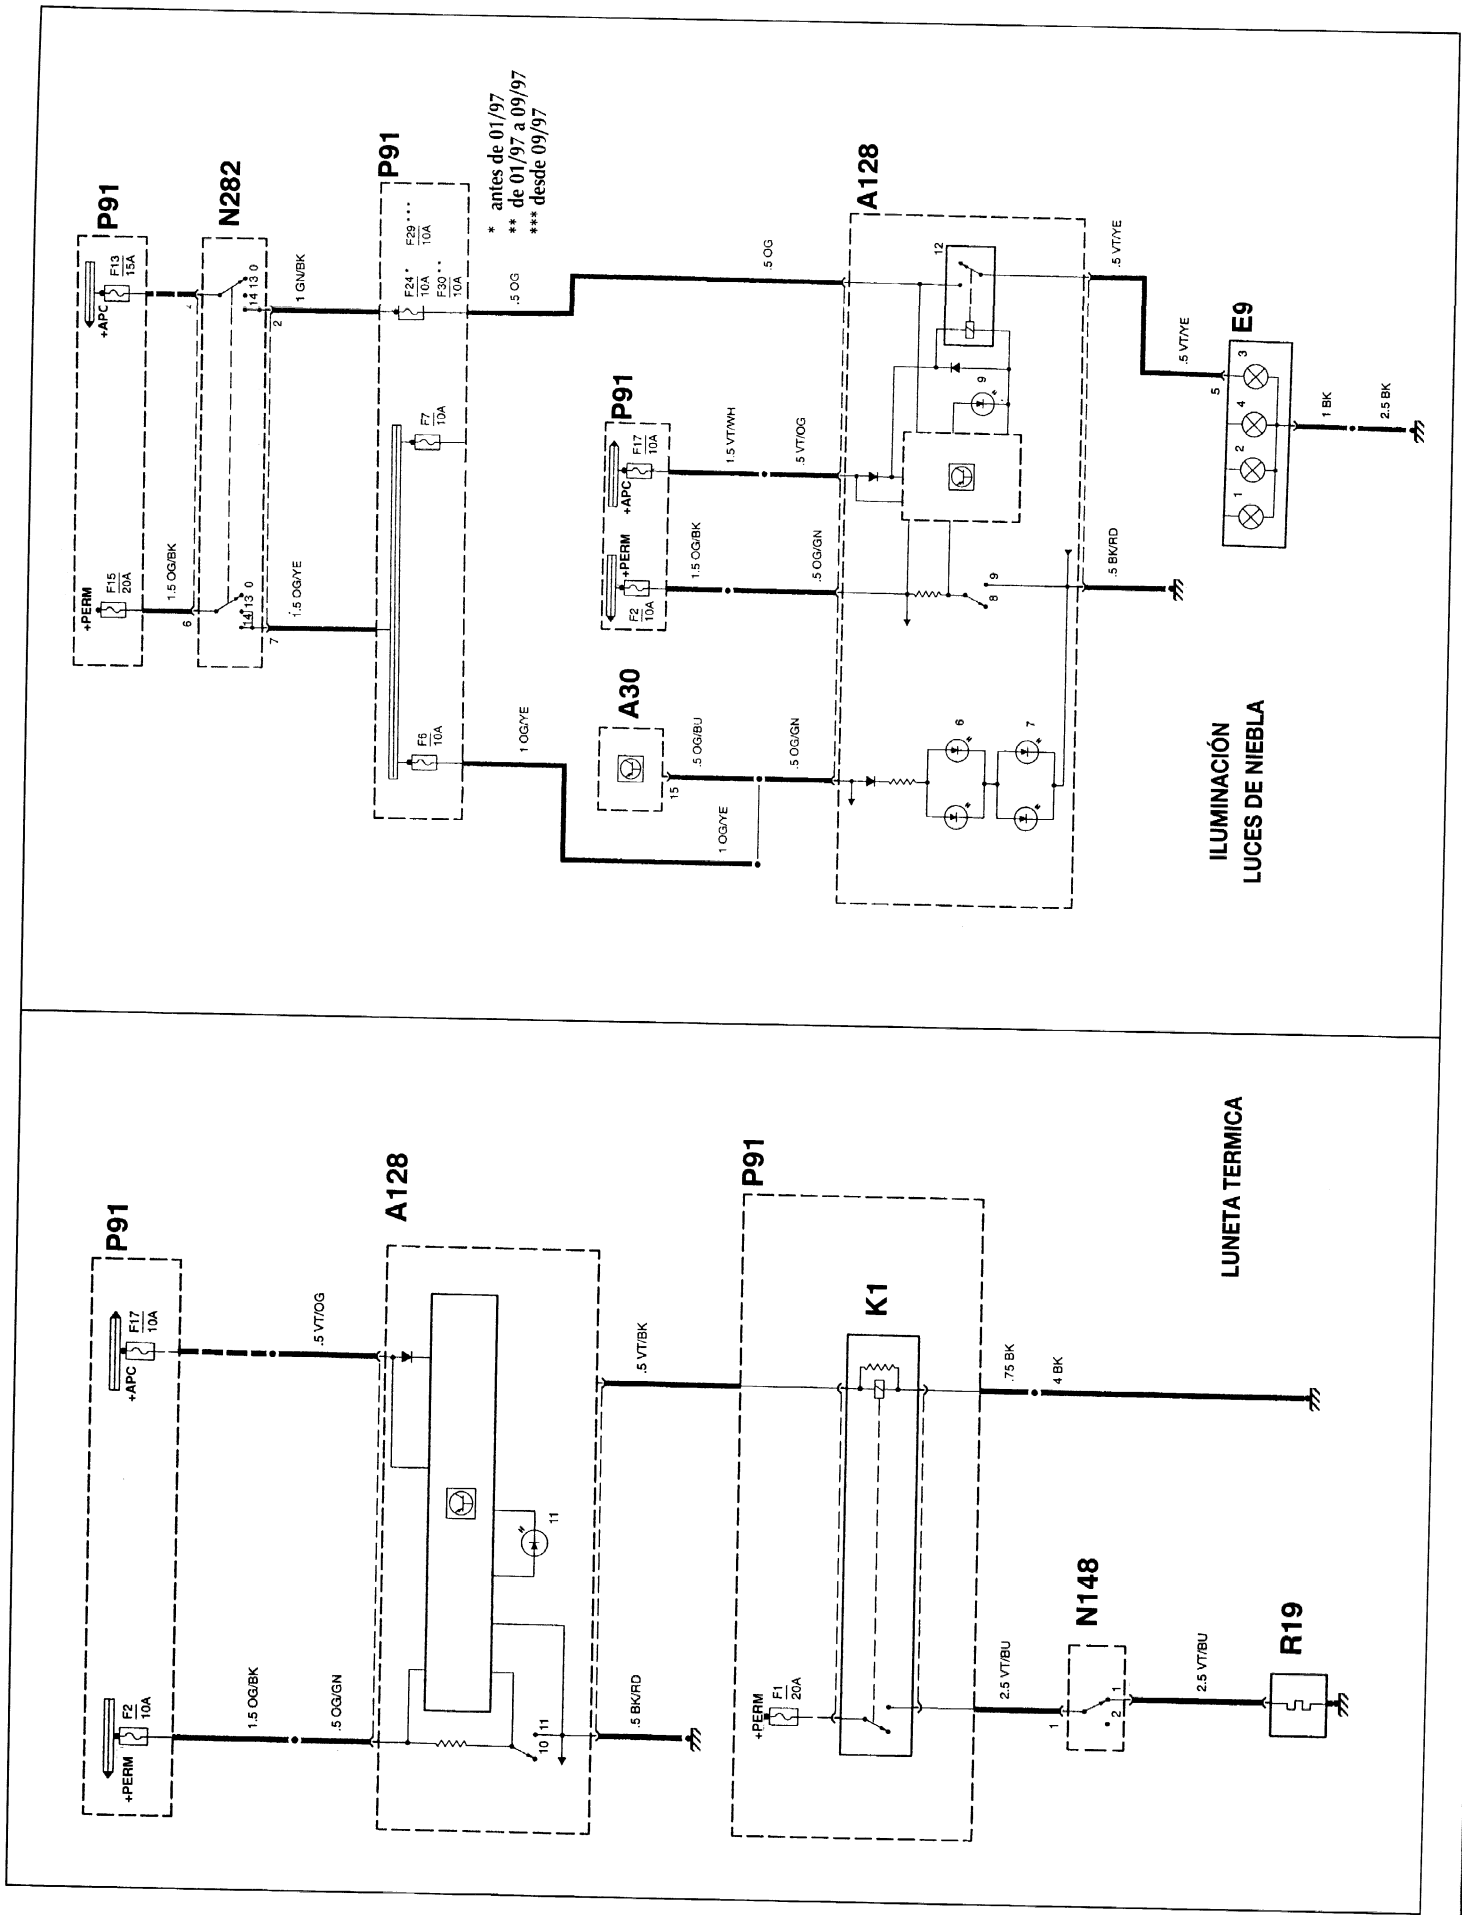 P91
+APC
F13
15A
+PERM
F15
20A
4
1.5 OG/BK
6
N282
14 13 0
14 13 0
2
1 GN/BK
7
1.5 OG/YE
P91
F29***
10A
F24*
10A
F30**
10A
F7
10A
F6
10A
* antes de 01/97
** de 01/97 a 09/97
*** desde 09/97
.5 OG
.5 OG
1 OG/YE
1 OG/YE
P91
+APC
F17
10A
+PERM
F2
10A
1.5 VT/WH
.5 VT/OG
1.5 OG/BK
.5 OG/GN
A30
15
.5 OG/BU
.5 OG/GN
A128
12
9
8
9
6
7
.5 VT/YE
.5 VT/YE
.5 BK/RD
E9
5
1
2
4
3
1 BK
2.5 BK
ILUMINACIÓN
LUCES DE NIEBLA
P91
+APC
F17
10A
+PERM
F2
10A
.5 VT/OG
1.5 OG/BK
.5 OG/GN
A128
11
10
11
.5 VT/BK
.5 BK/RD
P91
+PERM
F1
20A
K1
.75 BK
4 BK
2.5 VT/BU
N148
1
2
1
2.5 VT/BU
R19
LUNETA TERMICA